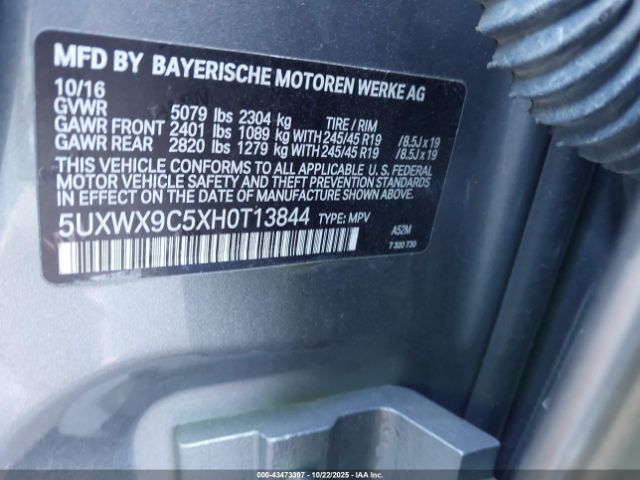 MFD BY BAYERISCHE MOTOREN WERKE AG
10/16
GVWR 5079 lbs 2304 kg TIRE / RIM
GAWR FRONT 2401 lbs 1089 kg WITH 245/45 R19 /8.5J x 19
GAWR REAR 2820 lbs 1279 kg WITH 245/45 R19 /8.5J x 19
THIS VEHICLE CONFORMS TO ALL APPLICABLE U.S. FEDERAL
MOTOR VEHICLE SAFETY AND THEFT PREVENTION STANDARDS
IN EFFECT ON THE DATE OF MANUFACTURE SHOWN ABOVE.
5UXWX9C5XH0T13844 TYPE: MPV A52M
7 320 730
000-43473397 - 10/22/2025 - IAAI.COM